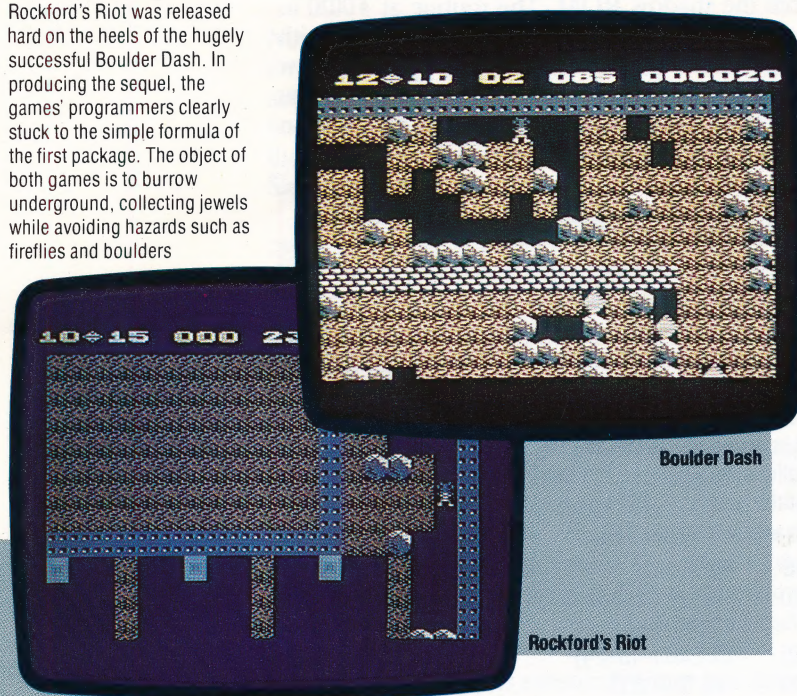 Rockford's Riot was released
hard on the heels of the hugely
successful Boulder Dash. In
producing the sequel, the
games' programmers clearly
stuck to the simple formula of
the first package. The object of
both games is to burrow
underground, collecting jewels
while avoiding hazards such as
fireflies and boulders
12⬨10 02 085 000020
10⬨15 000 23
Boulder Dash
Rockford's Riot